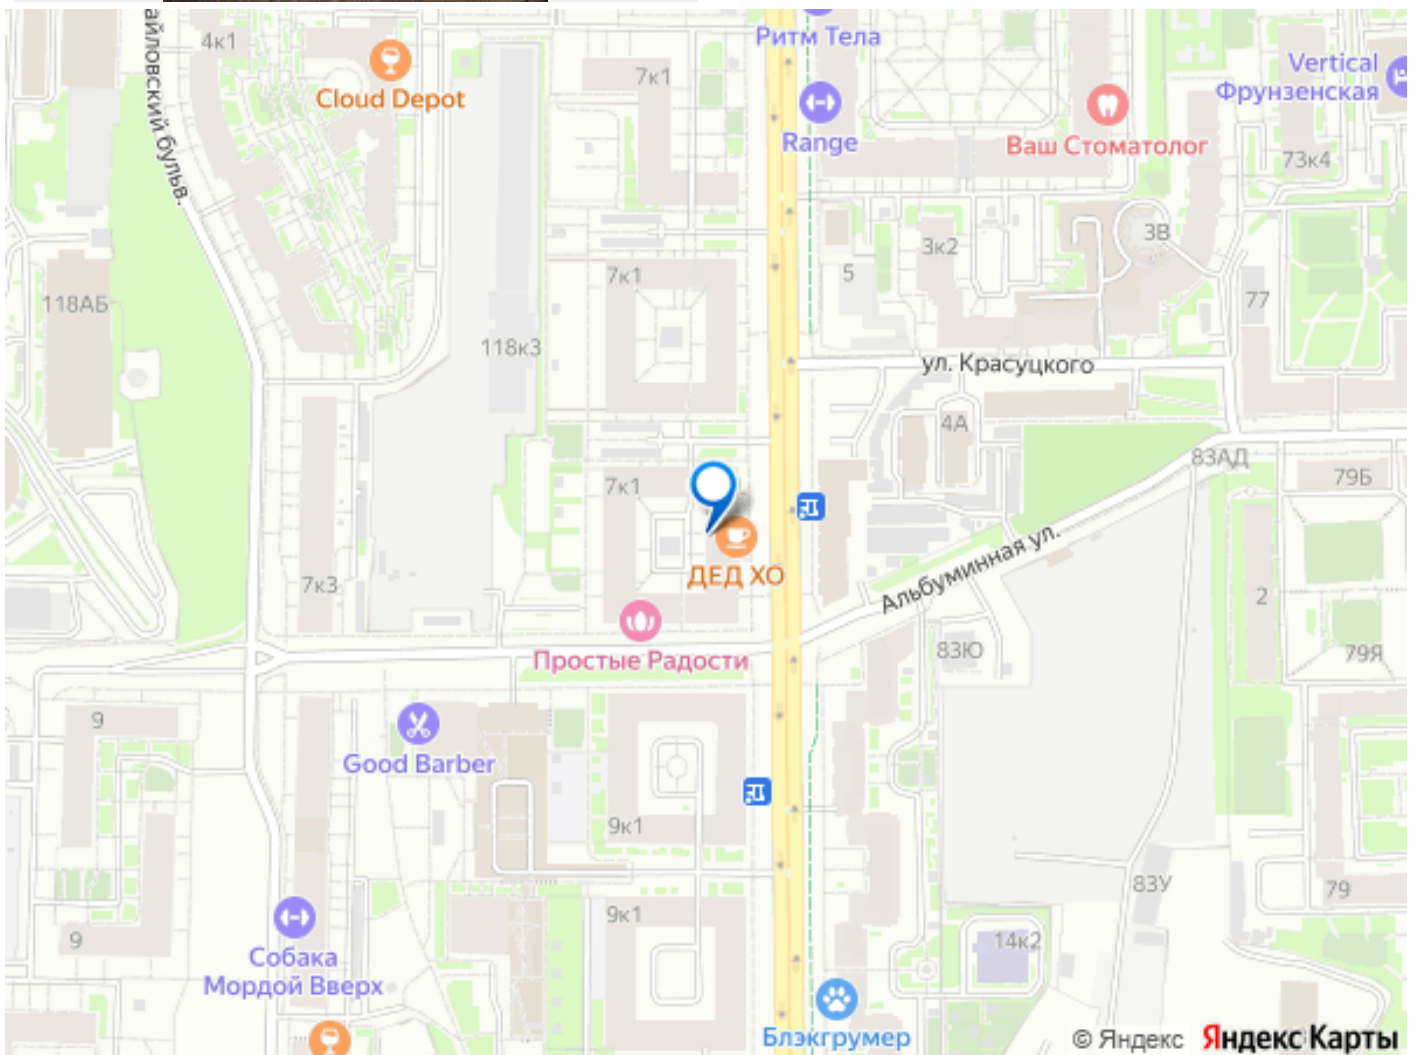 4к1
айловский бульв.
Cloud Depot
7к1
Ритм Тела
Range
Vertical
Фрунзенская
Ваш Стоматолог
73к4
118АБ
7к1
5
3к2
3В
77
118к3
ул. Красуцкого
4А
83АД
79Б
7к1
ДЕД ХО
Альбуминная ул.
7к3
2
Простые Радости
83Ю
79Я
9
Good Barber
9к1
83У
79
9
9к1
14к2
Собака
Мордой Вверх
Блэкгрумер
© Яндекс Яндекс Карты